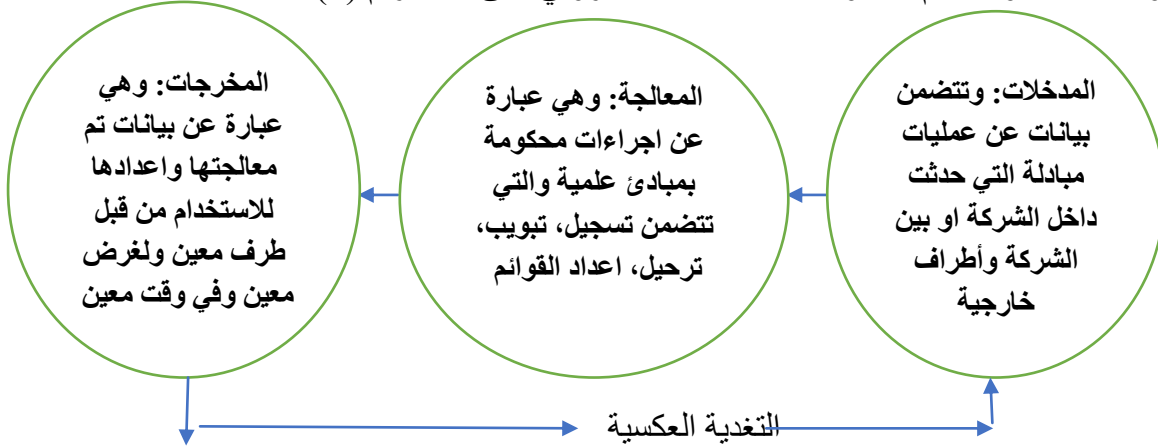 المدخلات: وتتضمن
بيانات عن عمليات
مبادلة التي حدثت
داخل الشركة او بين
الشركة وأطراف
خارجية
المعالجة: وهي عبارة
عن اجراءات محكومة
بمبادئ علمية والتي
تتضمن تسجيل، تبويب،
ترحيل، اعداد القوائم
المخرجات: وهي
عبارة عن بيانات تم
معالجتها واعدادها
للاستخدام من قبل
طرف معين ولغرض
معين وفي وقت معين
التغدية العكسية